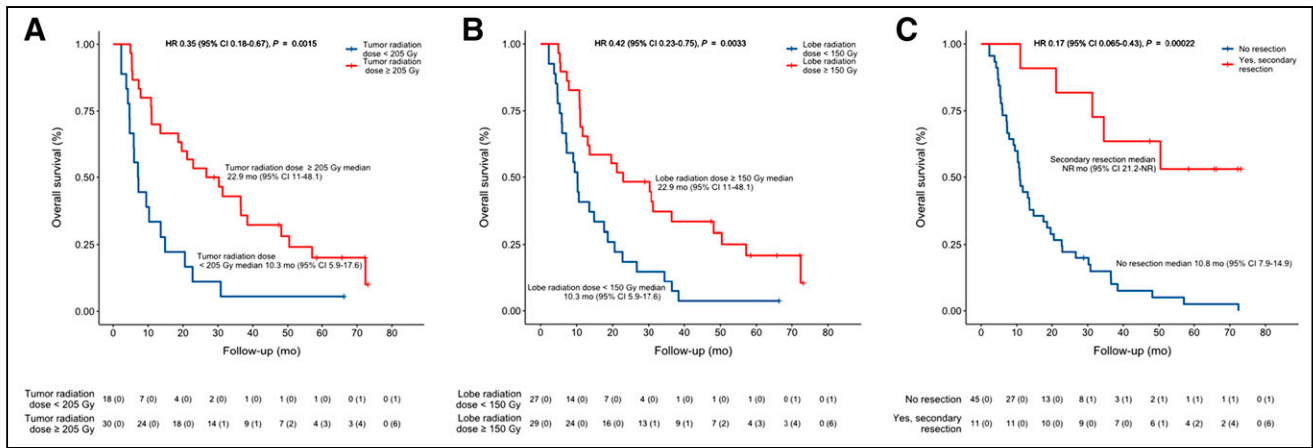 A
HR 0.35 (95% CI 0.18-0.67), P = 0.0015
Tumor radiation
dose < 205 Gy
Tumor radiation
dose ≥ 205 Gy
1.00
0.75
0.50
0.25
0.00
Overall survival (%)
Tumor radiation dose ≥ 205 Gy median
22.9 mo (95% CI 11-48.1)
Tumor radiation dose
< 205 Gy median 10.3 mo (95% CI 5.9-17.6)
0 10 20 30 40 50 60 70 80
Follow-up (mo)
Tumor radiation
dose < 205 Gy
18 (0) 7 (0) 4 (0) 2 (0) 1 (0) 1 (0) 1 (0) 0 (1) 0 (1)
Tumor radiation
dose ≥ 205 Gy
30 (0) 24 (0) 18 (0) 14 (1) 9 (1) 7 (2) 4 (3) 3 (4) 0 (6)
B
HR 0.42 (95% CI 0.23-0.75), P = 0.0033
Lobe radiation
dose < 150 Gy
Lobe radiation
dose ≥ 150 Gy
1.00
0.75
0.50
0.25
0.00
Overall survival (%)
Lobe radiation dose ≥ 150 Gy median
22.9 mo (95% CI 11-48.1)
Lobe radiation dose < 150 Gy median
10.3 mo (95% CI 5.9-17.6)
0 10 20 30 40 50 60 70 80
Follow-up (mo)
Lobe radiation
dose < 150 Gy
27 (0) 14 (0) 7 (0) 4 (0) 1 (0) 1 (0) 1 (0) 0 (1) 0 (1)
Lobe radiation
dose ≥ 150 Gy
29 (0) 24 (0) 16 (0) 13 (1) 9 (1) 7 (2) 4 (3) 3 (4) 0 (6)
C
HR 0.17 (95% CI 0.065-0.43), P = 0.00022
No resection
Yes, secondary
resection
1.00
0.75
0.50
0.25
0.00
Overall survival (%)
Secondary resection median
NR mo (95% CI 21.2-NR)
No resection median 10.8 mo (95% CI 7.9-14.9)
0 10 20 30 40 50 60 70 80
Follow-up (mo)
No resection
45 (0) 27 (0) 13 (0) 8 (1) 3 (1) 2 (1) 1 (1) 1 (1) 0 (1)
Yes, secondary
resection
11 (0) 11 (0) 10 (0) 9 (0) 7 (0) 6 (1) 4 (2) 2 (4) 0 (6)